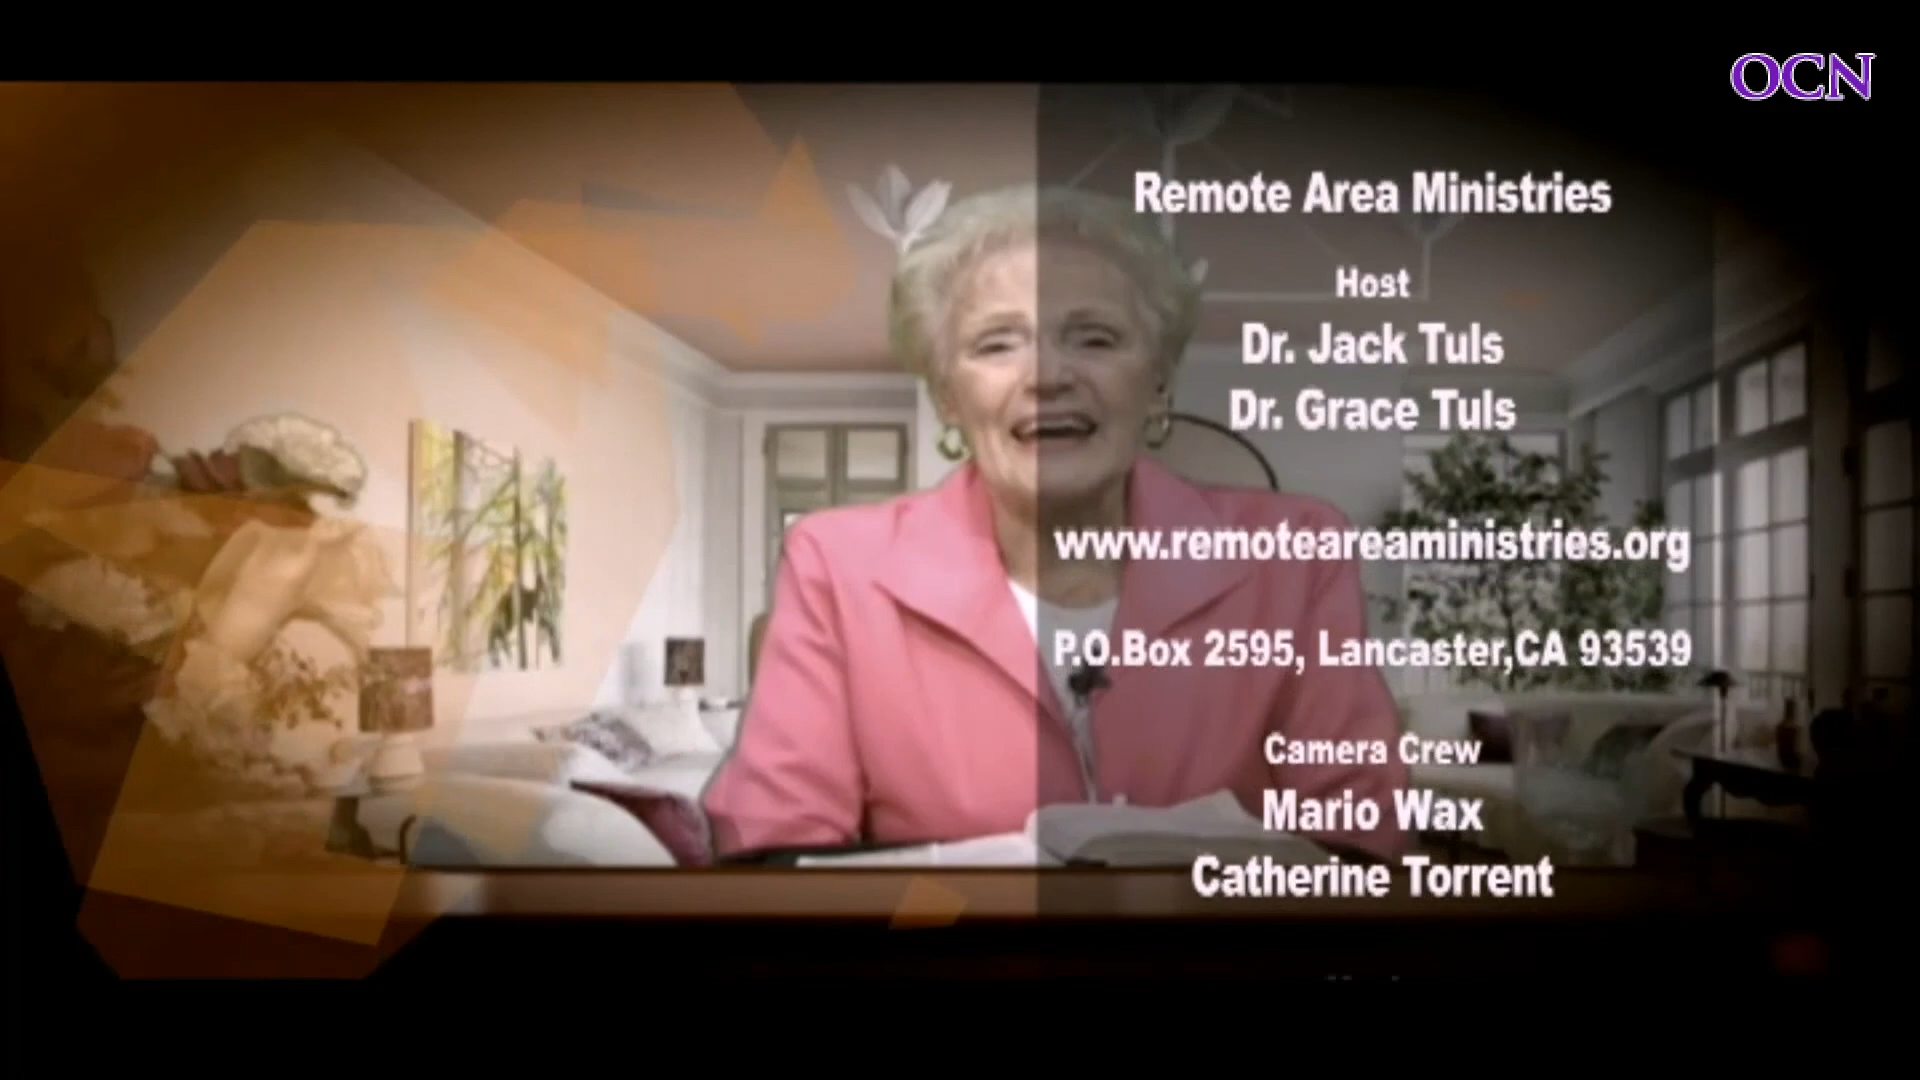 OCN
Remote Area Ministries
Host
Dr. Jack Tuls
Dr. Grace Tuls
www.remoteareaministries.org
P.O.Box 2595, Lancaster,CA 93539
Camera Crew
Mario Wax
Catherine Torrent